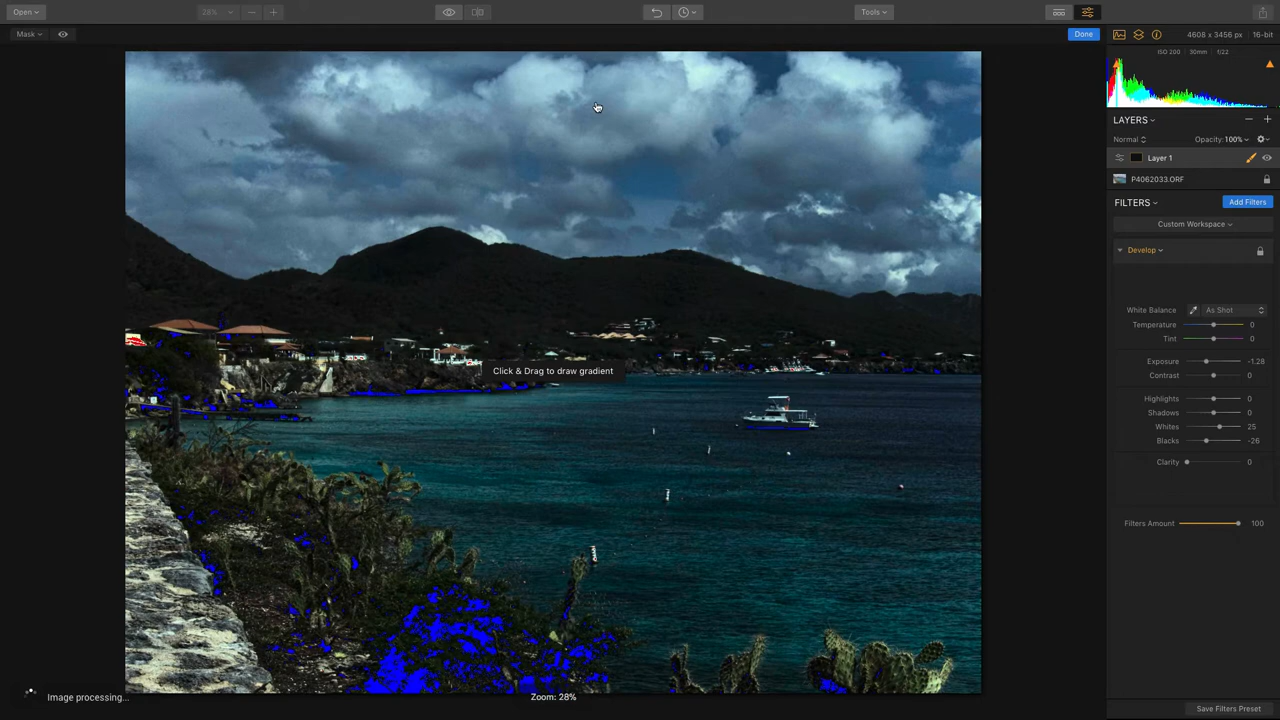 Open
28%
Tools
Mask
Done
4608 x 3456 px 16-bit
ISO 200 30mm f/22
LAYERS
Normal Opacity: 100%
Layer 1
P4062033.ORF
FILTERS Add Filters
Custom Workspace
Develop
White Balance As Shot
Temperature 0
Tint 0
Exposure -1.28
Contrast 0
Highlights 0
Shadows 0
Whites 25
Blacks -26
Clarity 0
Filters Amount 100
Click & Drag to draw gradient
Image processing...
Zoom: 28%
Save Filters Preset